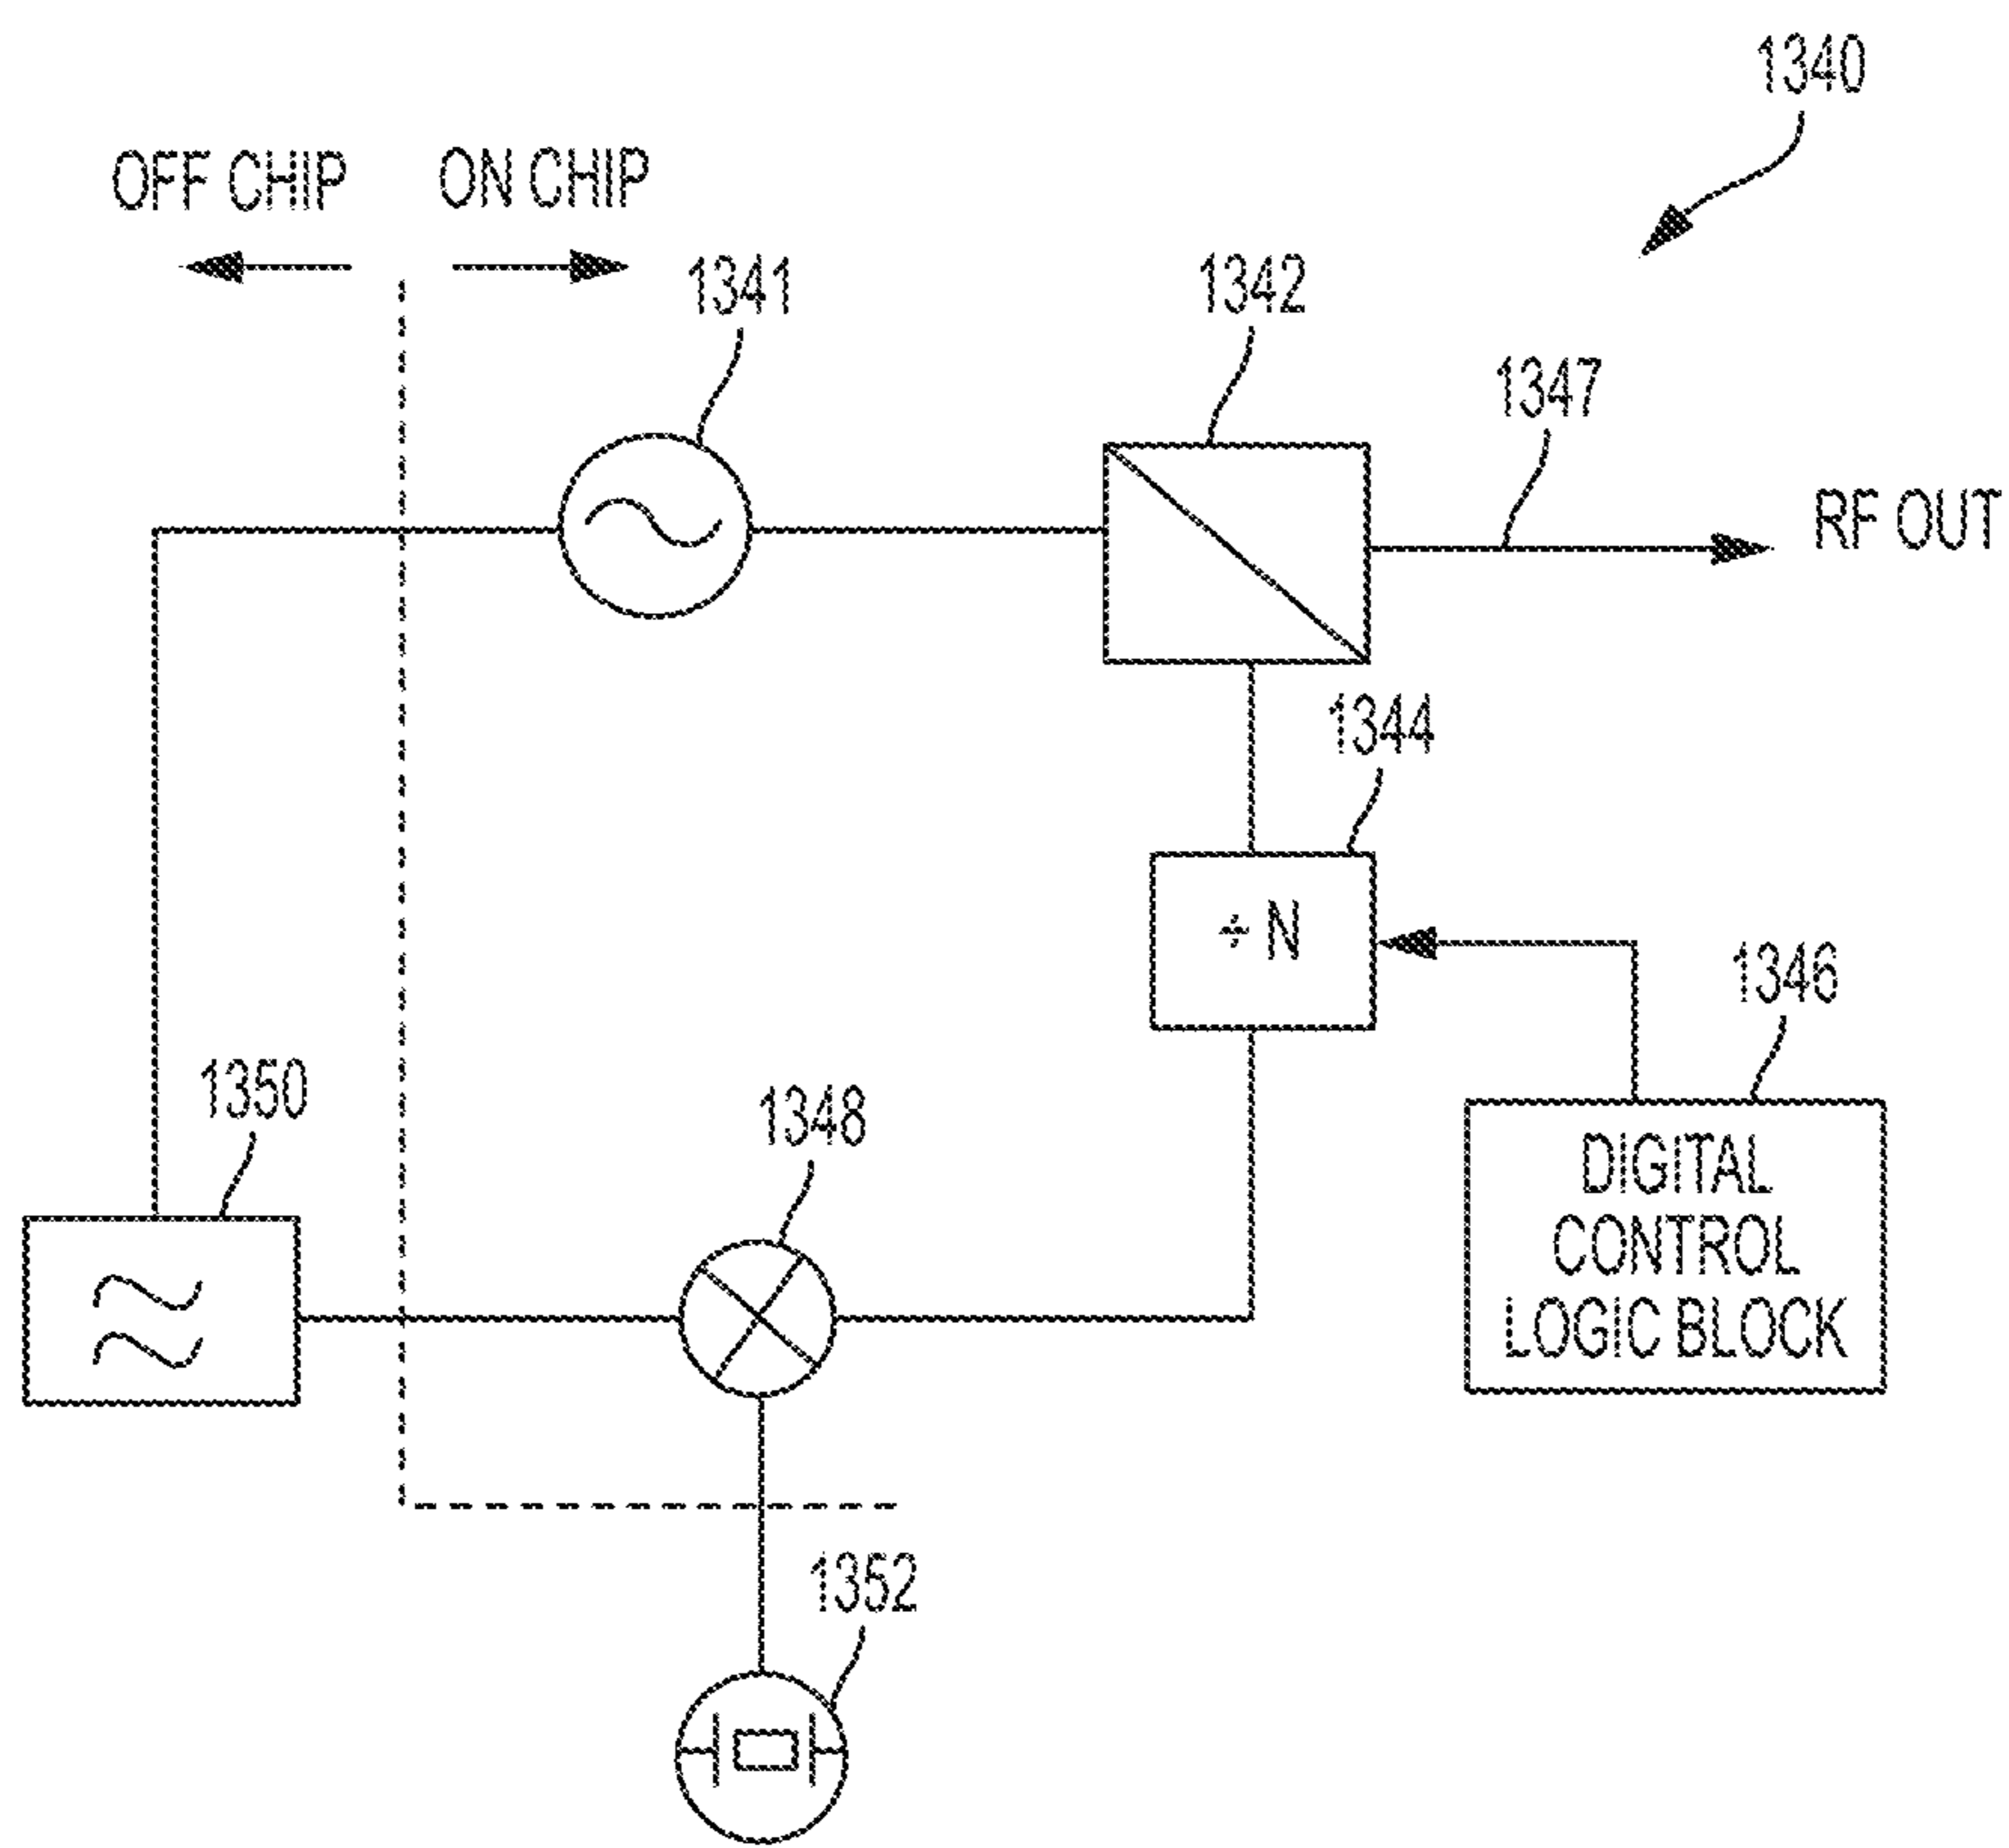 1340
OFF CHIP
ON CHIP
1341
1342
1347
RF OUT
1344
÷ N
1346
1350
1348
DIGITAL
CONTROL
LOGIC BLOCK
1352